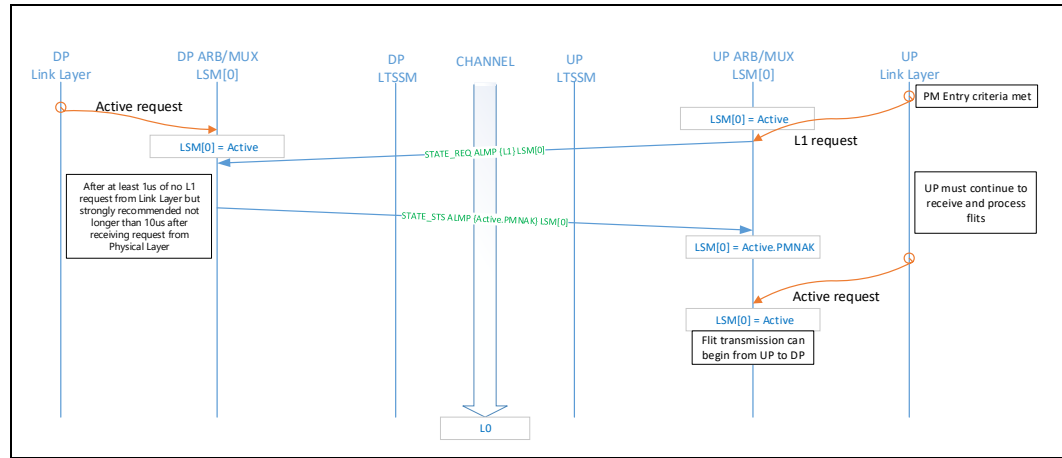 DP
Link Layer
DP ARB/MUX
LSM[0]
DP
LTSSM
CHANNEL
UP
LTSSM
UP ARB/MUX
LSM[0]
UP
Link Layer
PM Entry criteria met
Active request
LSM[0] = Active
L1 request
LSM[0] = Active
STATE_REQ ALMP {L1} LSM[0]
After at least 1us of no L1
request from Link Layer but
strongly recommended not
longer than 10us after
receiving request from
Physical Layer
UP must continue to
receive and process
flits
STATE_STS ALMP {Active.PMNAK} LSM[0]
LSM[0] = Active.PMNAK
Active request
LSM[0] = Active
Flit transmission can
begin from UP to DP
L0